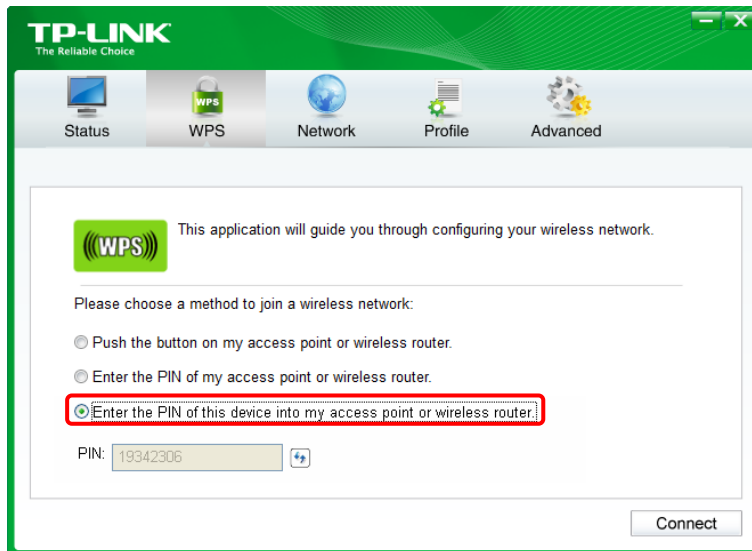 TP-LINK
The Reliable Choice
Status WPS Network Profile Advanced
WPS
(((WPS)))
This application will guide you through configuring your wireless network.
Please choose a method to join a wireless network:
Push the button on my access point or wireless router.
Enter the PIN of my access point or wireless router.
Enter the PIN of this device into my access point or wireless router.
PIN: 19342306
Connect